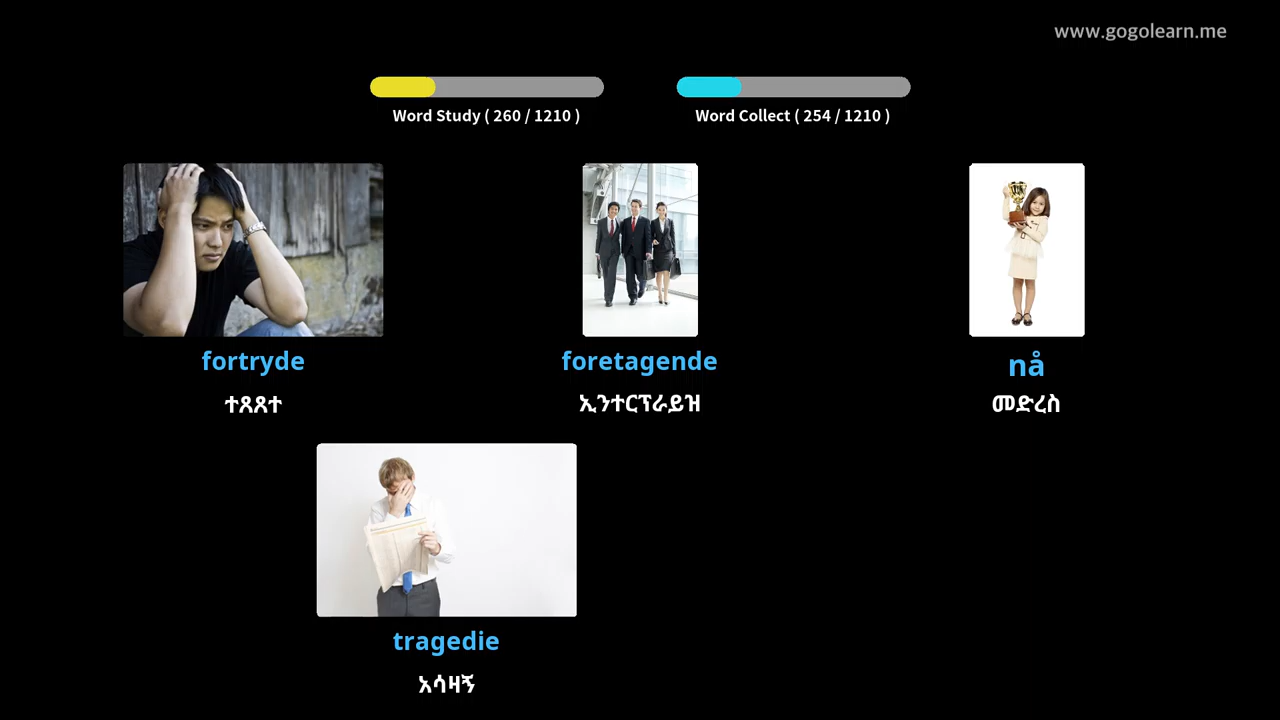 www.gogolearn.me
Word Study ( 260 / 1210 )
Word Collect ( 254 / 1210 )
fortryde
foretagende
nå
ተጸጸተ
ኢንተርፕራይዝ
መድረስ
tragedie
አሳዛኝ